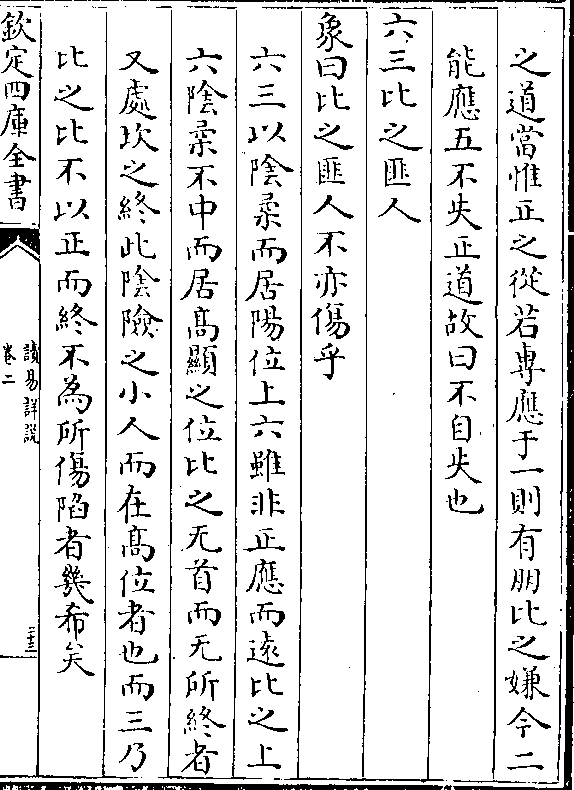 之道當惟正之從若專應于一則有朋比之嫌今二
能應五不失正道故曰不自失也
六三比之匪人
象曰比之匪人不亦傷乎
六三以陰柔而居陽位上六雖非正應而遠比之上
六陰柔不中而居髙顯之位比之无首而无所終者
又處坎之終此陰險之小人而在髙位者也而三乃
比之比不以正而終不為所傷陷者㡬希矣
欽定四庫全書
讀易詳説
卷二
三十三